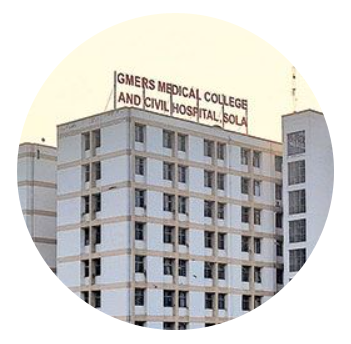 GMERS MEDICAL COLLEGE
AND CIVIL HOSPITAL, SOLA